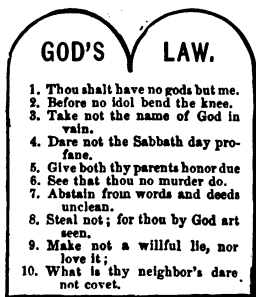 GOD'S LAW.
1. Thou shalt have no gods but me.
2. Before no idol bend the knee.
3. Take not the name of God in
vain.
4. Dare not the Sabbath day pro-
fane.
5. Give both thy parents honor due
6. See that thou no murder do.
7. Abstain from words and deeds
unclean.
8. Steal not; for thou by God art
seen.
9. Make not a willful lie, nor
love it;
10. What is thy neighbor's dare
not covet.